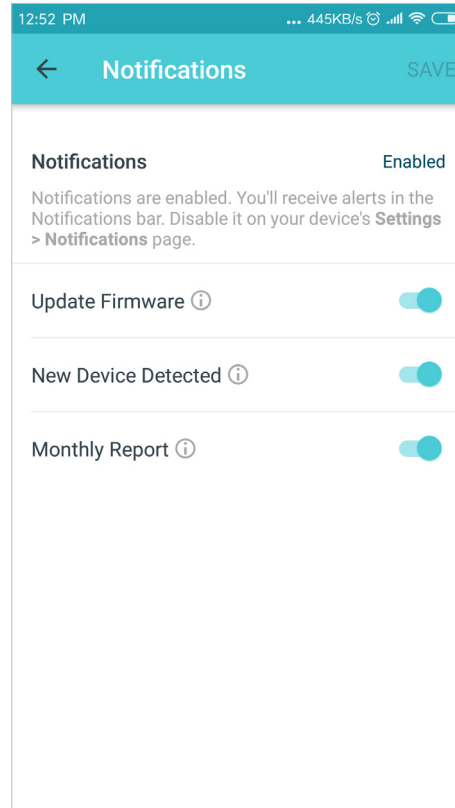 12:52 PM ... 445KB/s
Notifications SAVE
Notifications Enabled
Notifications are enabled. You'll receive alerts in the
Notifications bar. Disable it on your device's Settings
> Notifications page.
Update Firmware
New Device Detected
Monthly Report